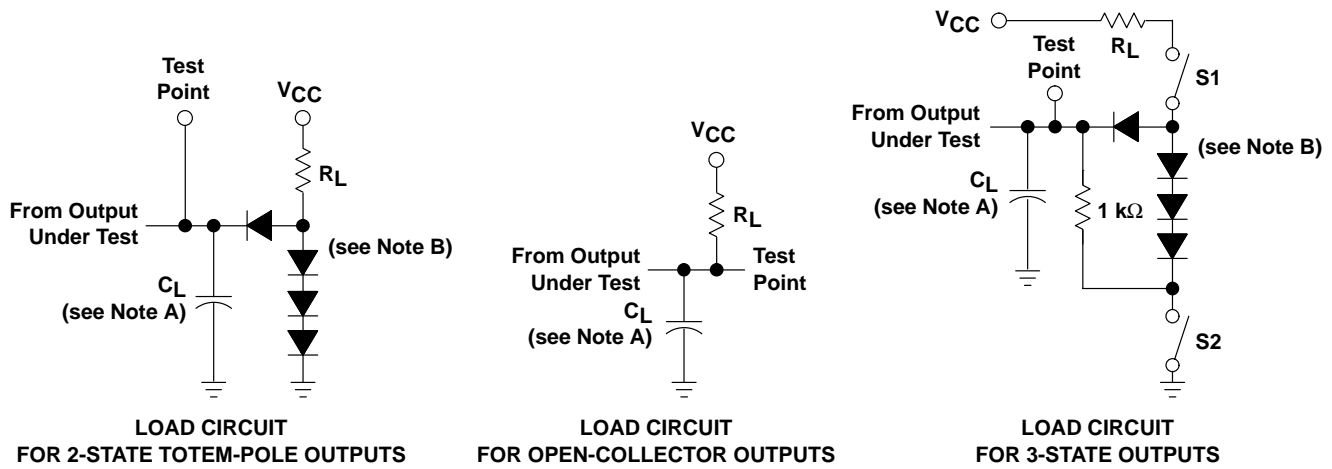 Test
Point
VCC
RL
From Output
Under Test
(see Note B)
CL
(see Note A)
LOAD CIRCUIT
FOR 2-STATE TOTEM-POLE OUTPUTS
VCC
RL
From Output
Under Test
Test
Point
CL
(see Note A)
LOAD CIRCUIT
FOR OPEN-COLLECTOR OUTPUTS
VCC
RL
Test
Point
S1
From Output
Under Test
(see Note B)
CL
(see Note A)
1 kΩ
S2
LOAD CIRCUIT
FOR 3-STATE OUTPUTS